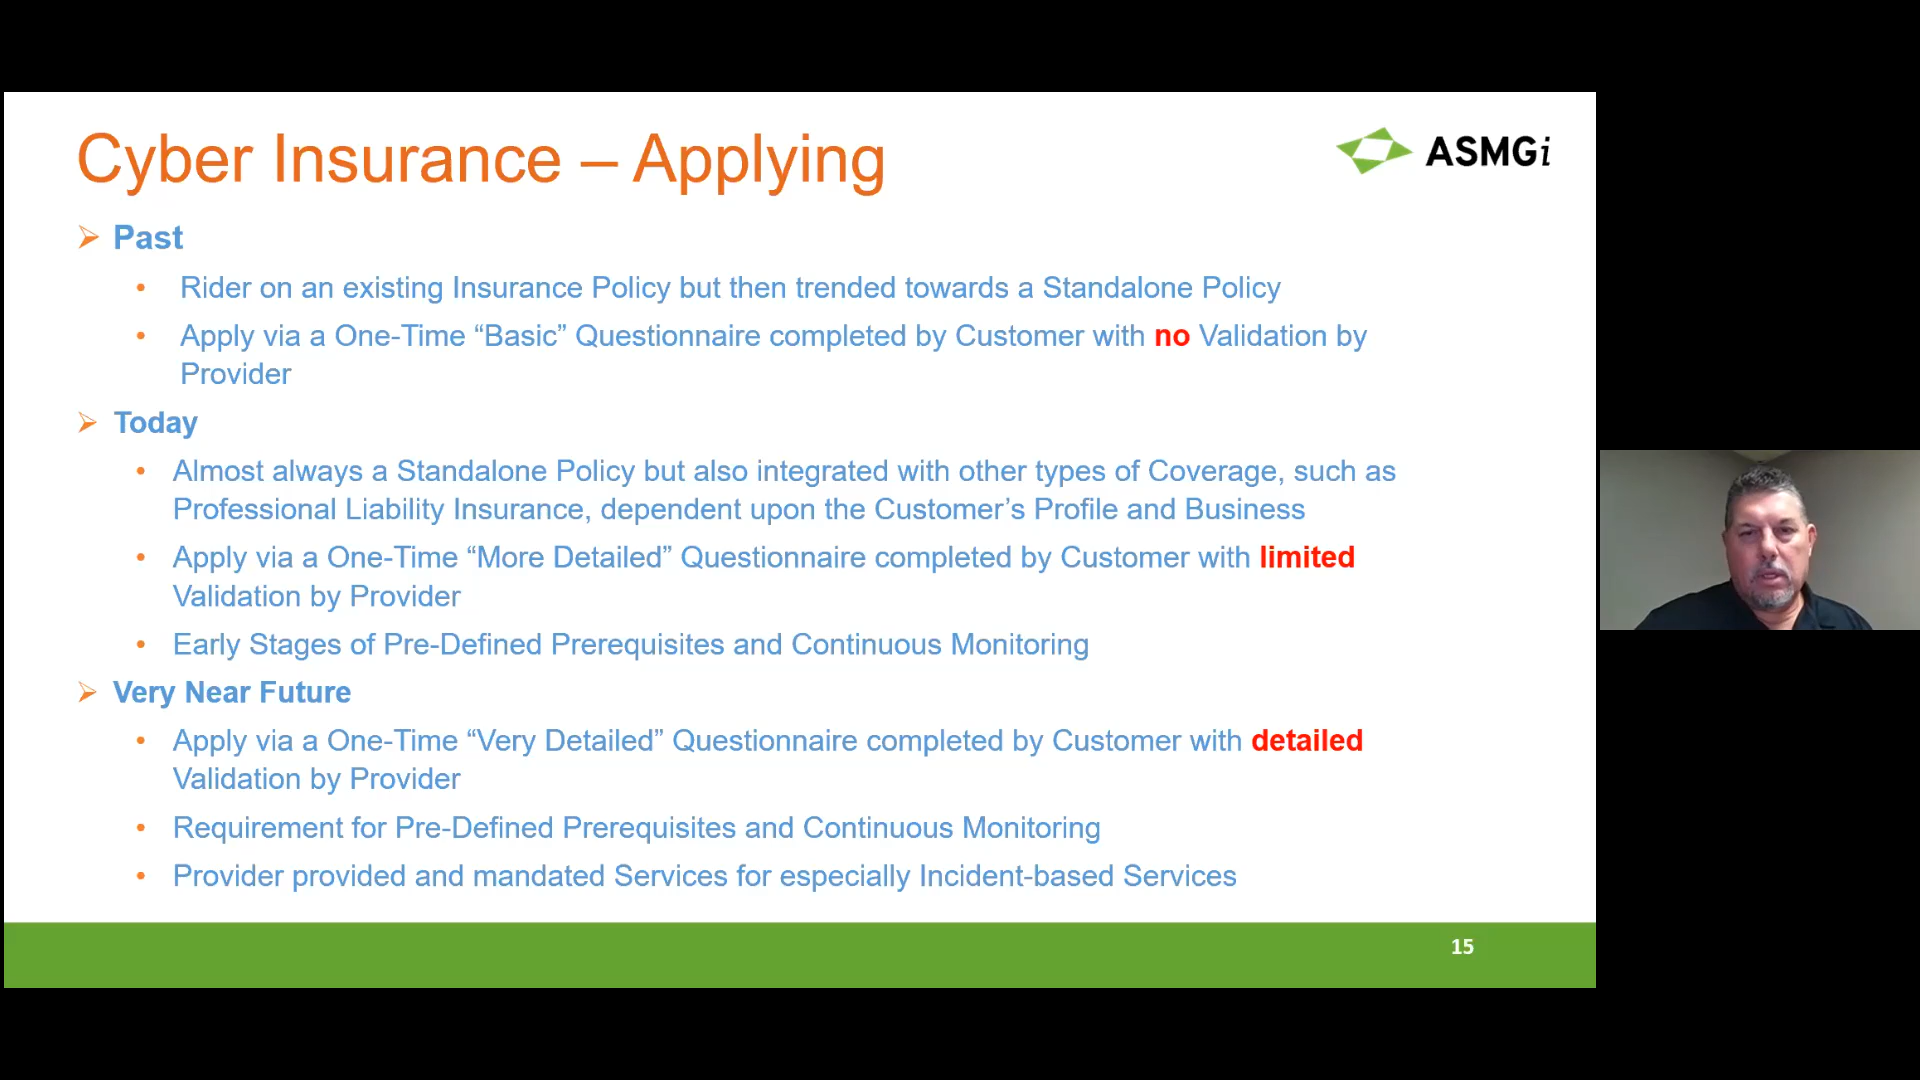 Cyber Insurance – Applying
ASMGi
Past
Rider on an existing Insurance Policy but then trended towards a Standalone Policy
Apply via a One-Time “Basic” Questionnaire completed by Customer with no Validation by
Provider
Today
Almost always a Standalone Policy but also integrated with other types of Coverage, such as
Professional Liability Insurance, dependent upon the Customer’s Profile and Business
Apply via a One-Time “More Detailed” Questionnaire completed by Customer with limited
Validation by Provider
Early Stages of Pre-Defined Prerequisites and Continuous Monitoring
Very Near Future
Apply via a One-Time “Very Detailed” Questionnaire completed by Customer with detailed
Validation by Provider
Requirement for Pre-Defined Prerequisites and Continuous Monitoring
Provider provided and mandated Services for especially Incident-based Services
15